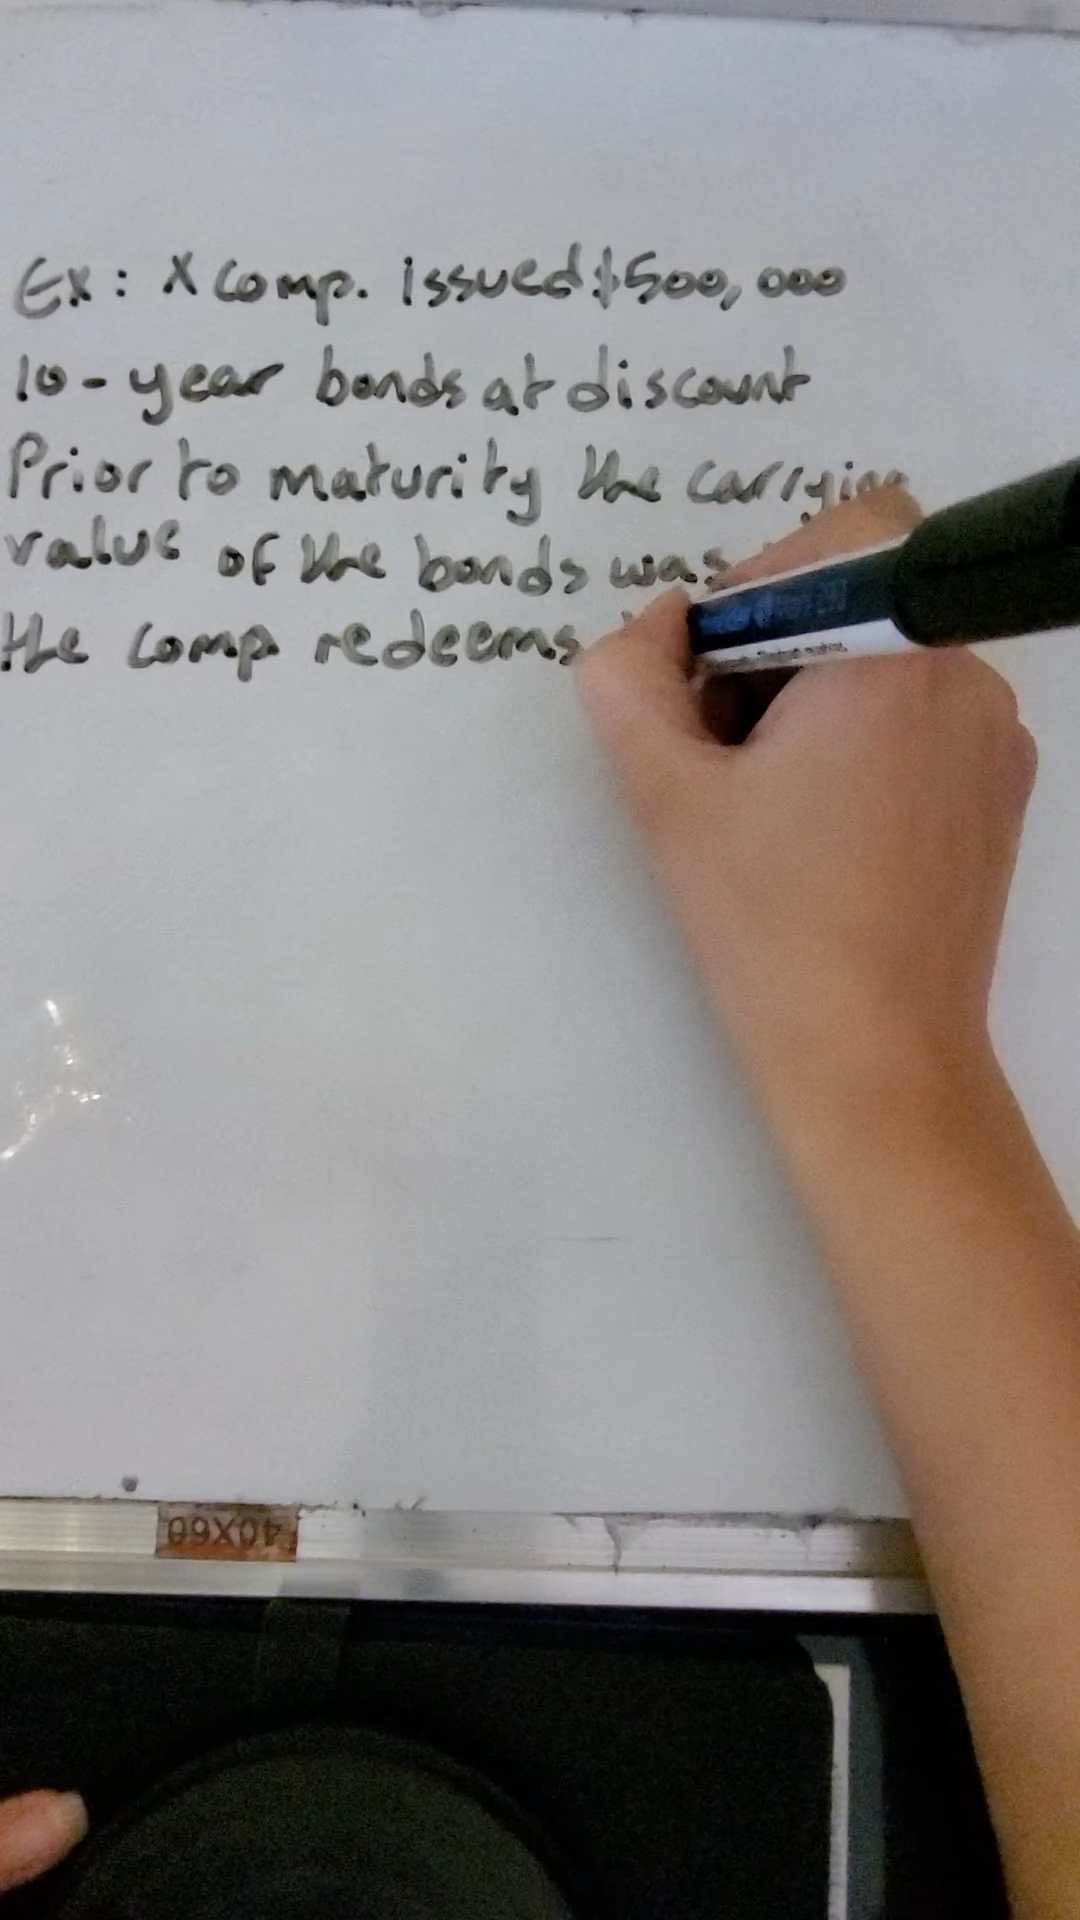 Ex: X comp. issued $500,000
10-year bonds at discount
Prior to maturity the carrying
value of the bonds was
the comp redeems
40X60